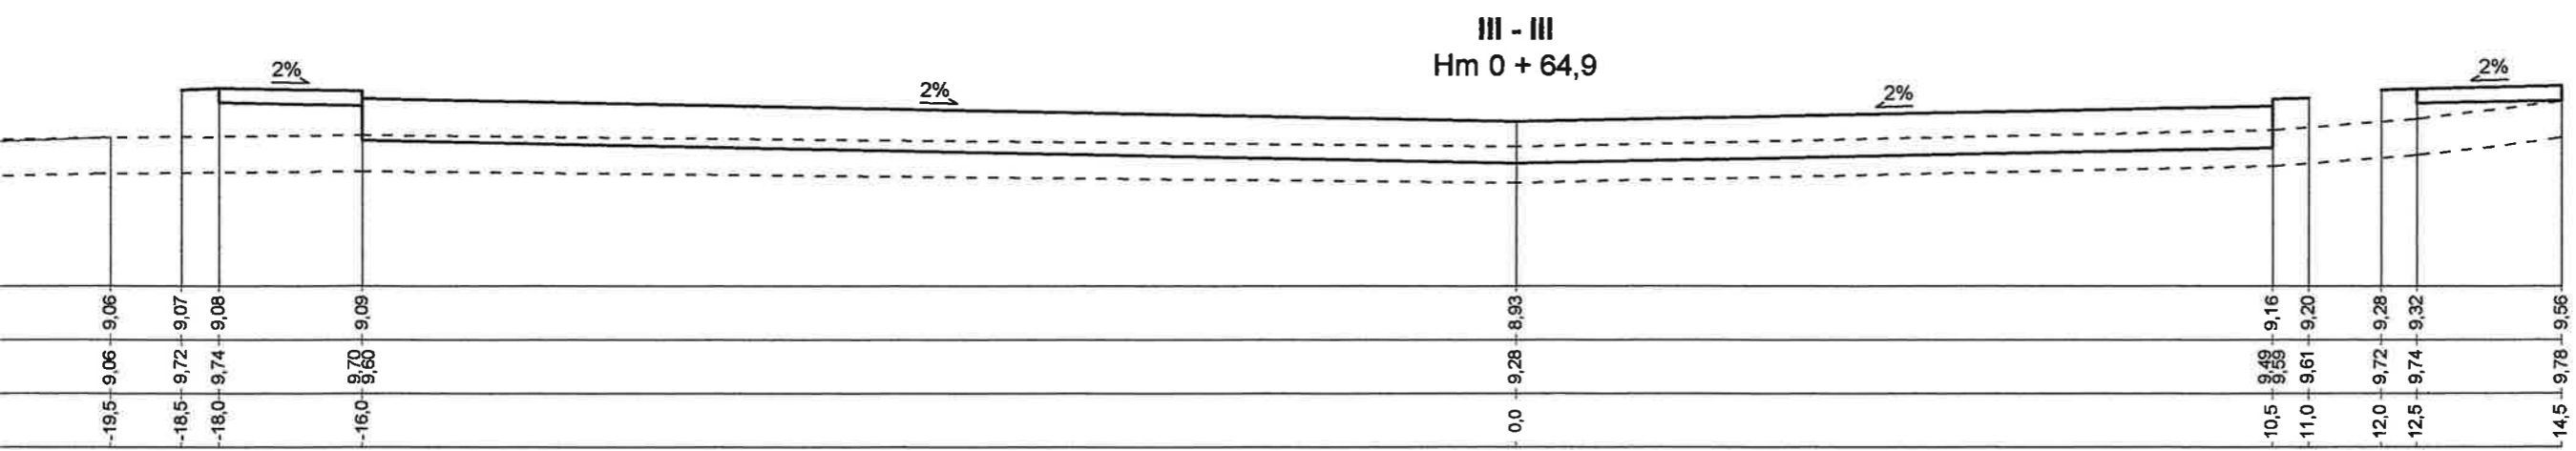 III - III
Hm 0 + 64,9
2%
2%
2%
2%
9,06 9,07 9,08 9,09 8,93 9,16 9,20 9,28 9,32 9,56
9,06 9,72 9,74 9,70 9,60 9,28 9,49 9,59 9,61 9,72 9,74 9,78
-19,5 -18,5 -18,0 -16,0 0,0 10,5 11,0 12,0 12,5 14,5